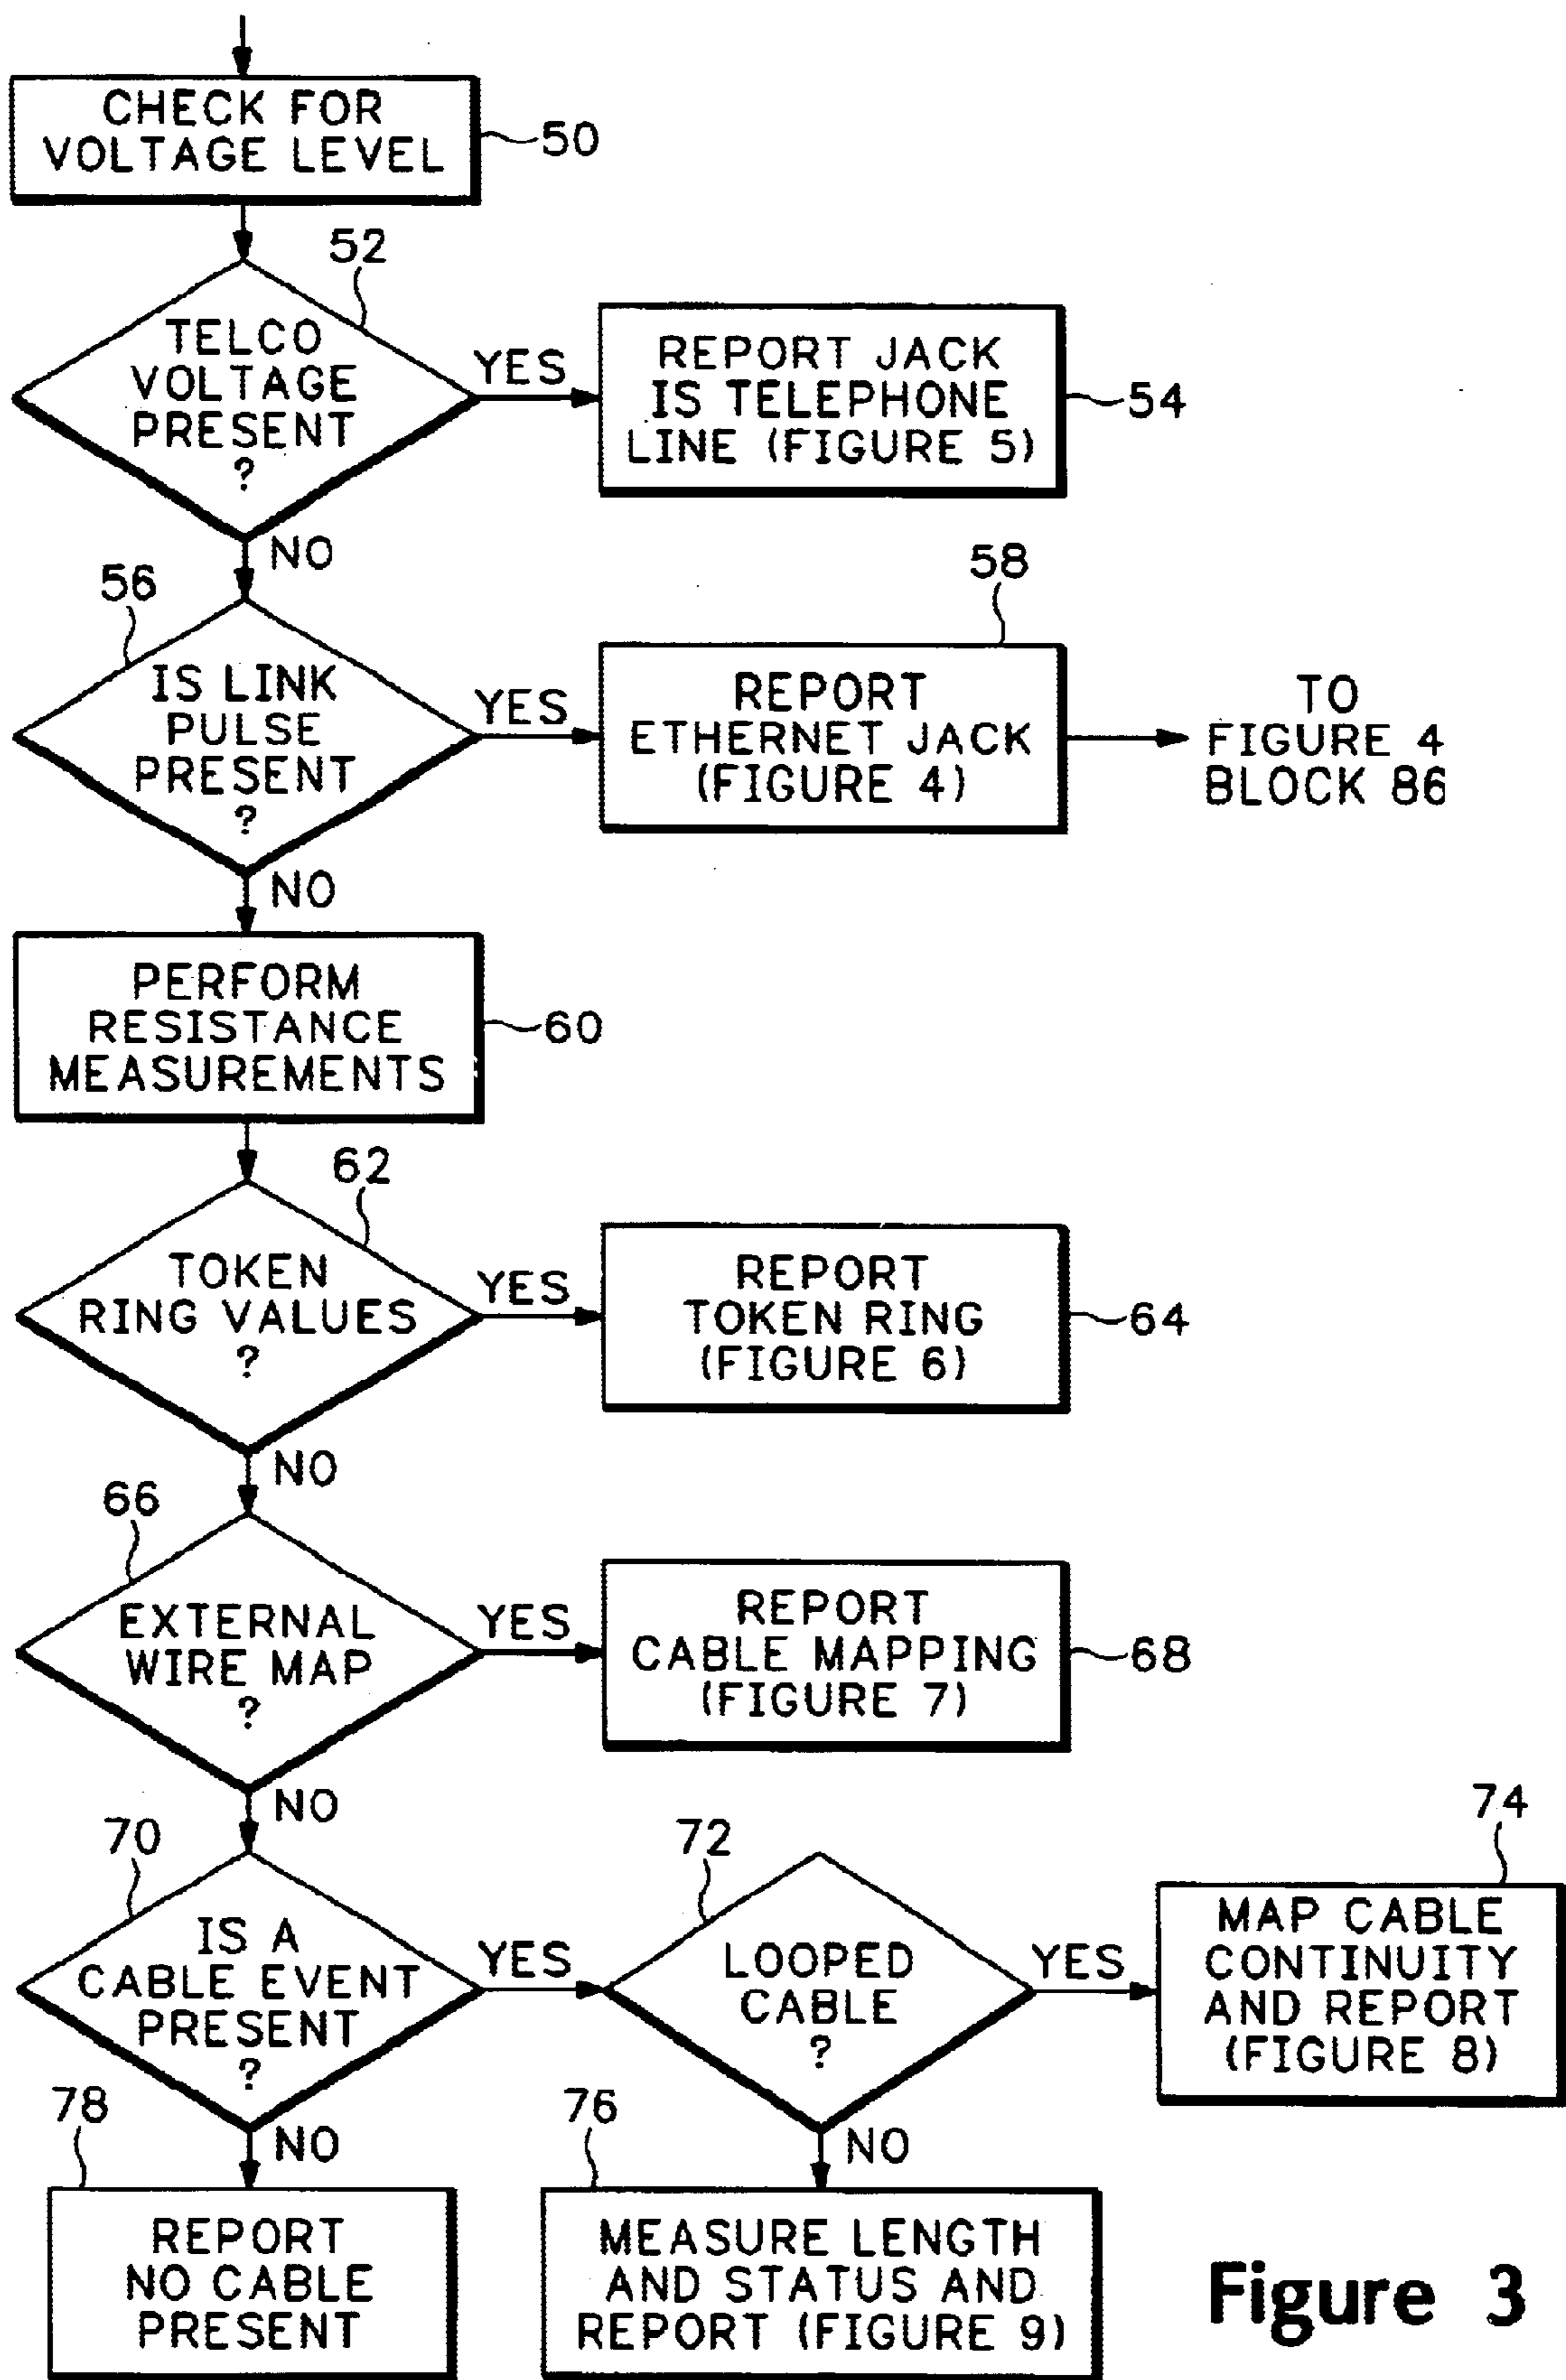 CHECK FOR
VOLTAGE LEVEL
50
52
TELCO
VOLTAGE
PRESENT
?
YES
REPORT JACK
IS TELEPHONE
LINE (FIGURE 5)
54
NO
56
IS LINK
PULSE
PRESENT
?
YES
58
REPORT
ETHERNET JACK
(FIGURE 4)
TO
FIGURE 4
BLOCK 86
NO
PERFORM
RESISTANCE
MEASUREMENTS
60
62
TOKEN
RING VALUES
?
YES
REPORT
TOKEN RING
(FIGURE 6)
64
NO
66
EXTERNAL
WIRE MAP
?
YES
REPORT
CABLE MAPPING
(FIGURE 7)
68
NO
70
IS A
CABLE EVENT
PRESENT
?
YES
72
LOOPED
CABLE
?
YES
74
MAP CABLE
CONTINUITY
AND REPORT
(FIGURE 8)
NO
78
REPORT
NO CABLE
PRESENT
NO
76
MEASURE LENGTH
AND STATUS AND
REPORT (FIGURE 9)
Figure 3